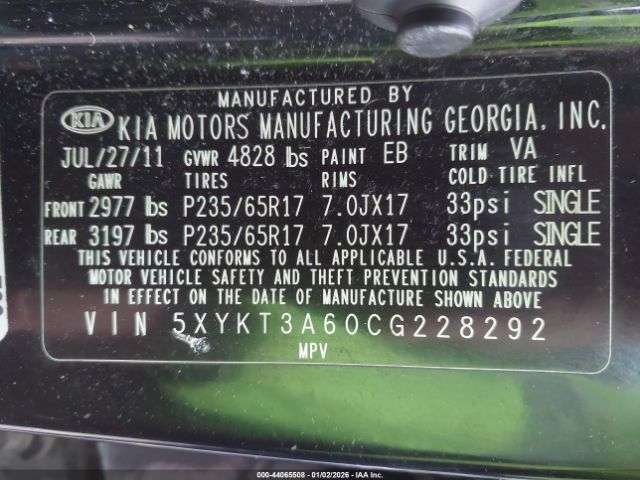 MANUFACTURED BY
KIA KIA MOTORS MANUFACTURING GEORGIA, INC.
JUL/27/11 GVWR 4828 lbs PAINT EB TRIM VA
GAWR TIRES RIMS COLD TIRE INFL
FRONT 2977 lbs P235/65R17 7.0JX17 33psi SINGLE
REAR 3197 lbs P235/65R17 7.0JX17 33psi SINGLE
THIS VEHICLE CONFORMS TO ALL APPLICABLE U.S.A. FEDERAL
MOTOR VEHICLE SAFETY AND THEFT PREVENTION STANDARDS
IN EFFECT ON THE DATE OF MANUFACTURE SHOWN ABOVE
VIN 5XYKT3A60CG228292
MPV
000-44065508 - 01/02/2026 - IAAI.COM